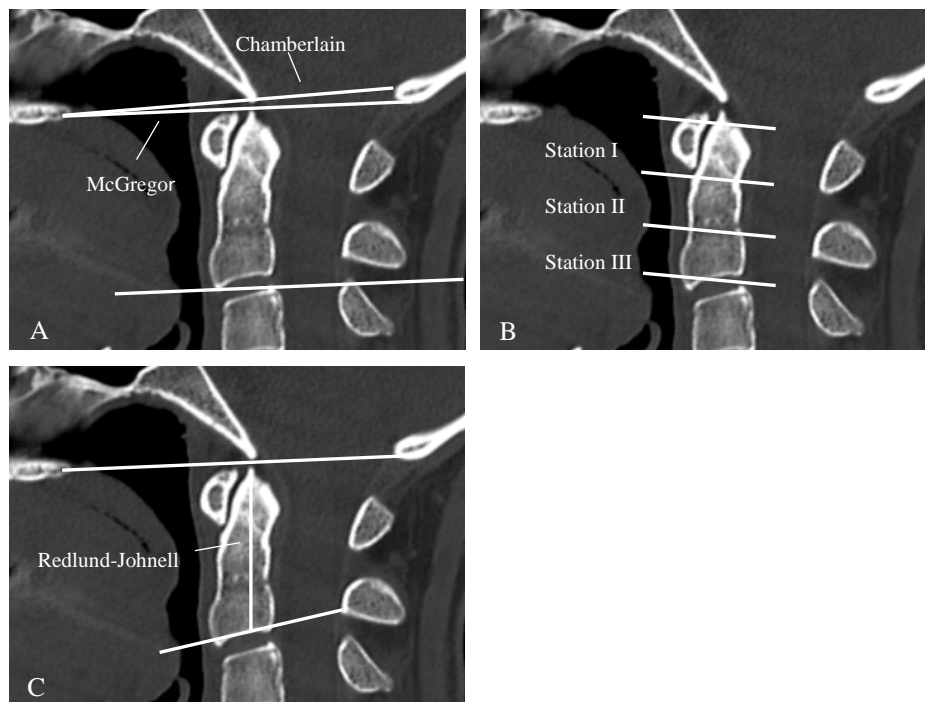 Chamberlain
McGregor
A
Station I
Station II
Station III
B
Redlund-Johnell
C